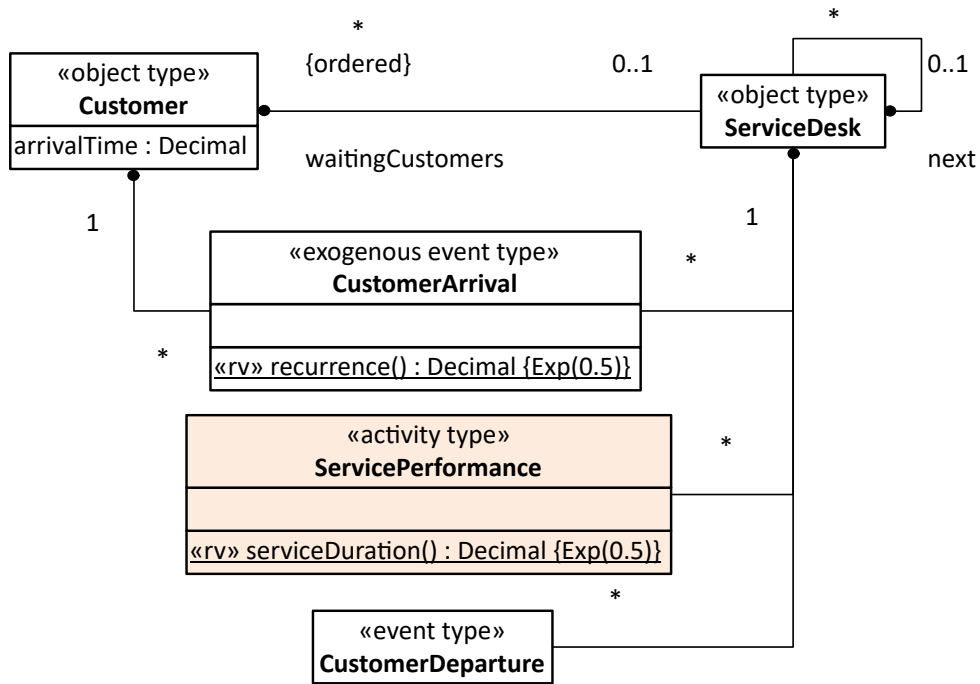 *
*
{ordered}
0..1
0..1
«object type»
Customer
arrivalTime : Decimal
«object type»
ServiceDesk
waitingCustomers
next
1
1
«exogenous event type»
CustomerArrival
*
*
«rv» recurrence() : Decimal {Exp(0.5)}
«activity type»
ServicePerformance
*
«rv» serviceDuration() : Decimal {Exp(0.5)}
*
«event type»
CustomerDeparture